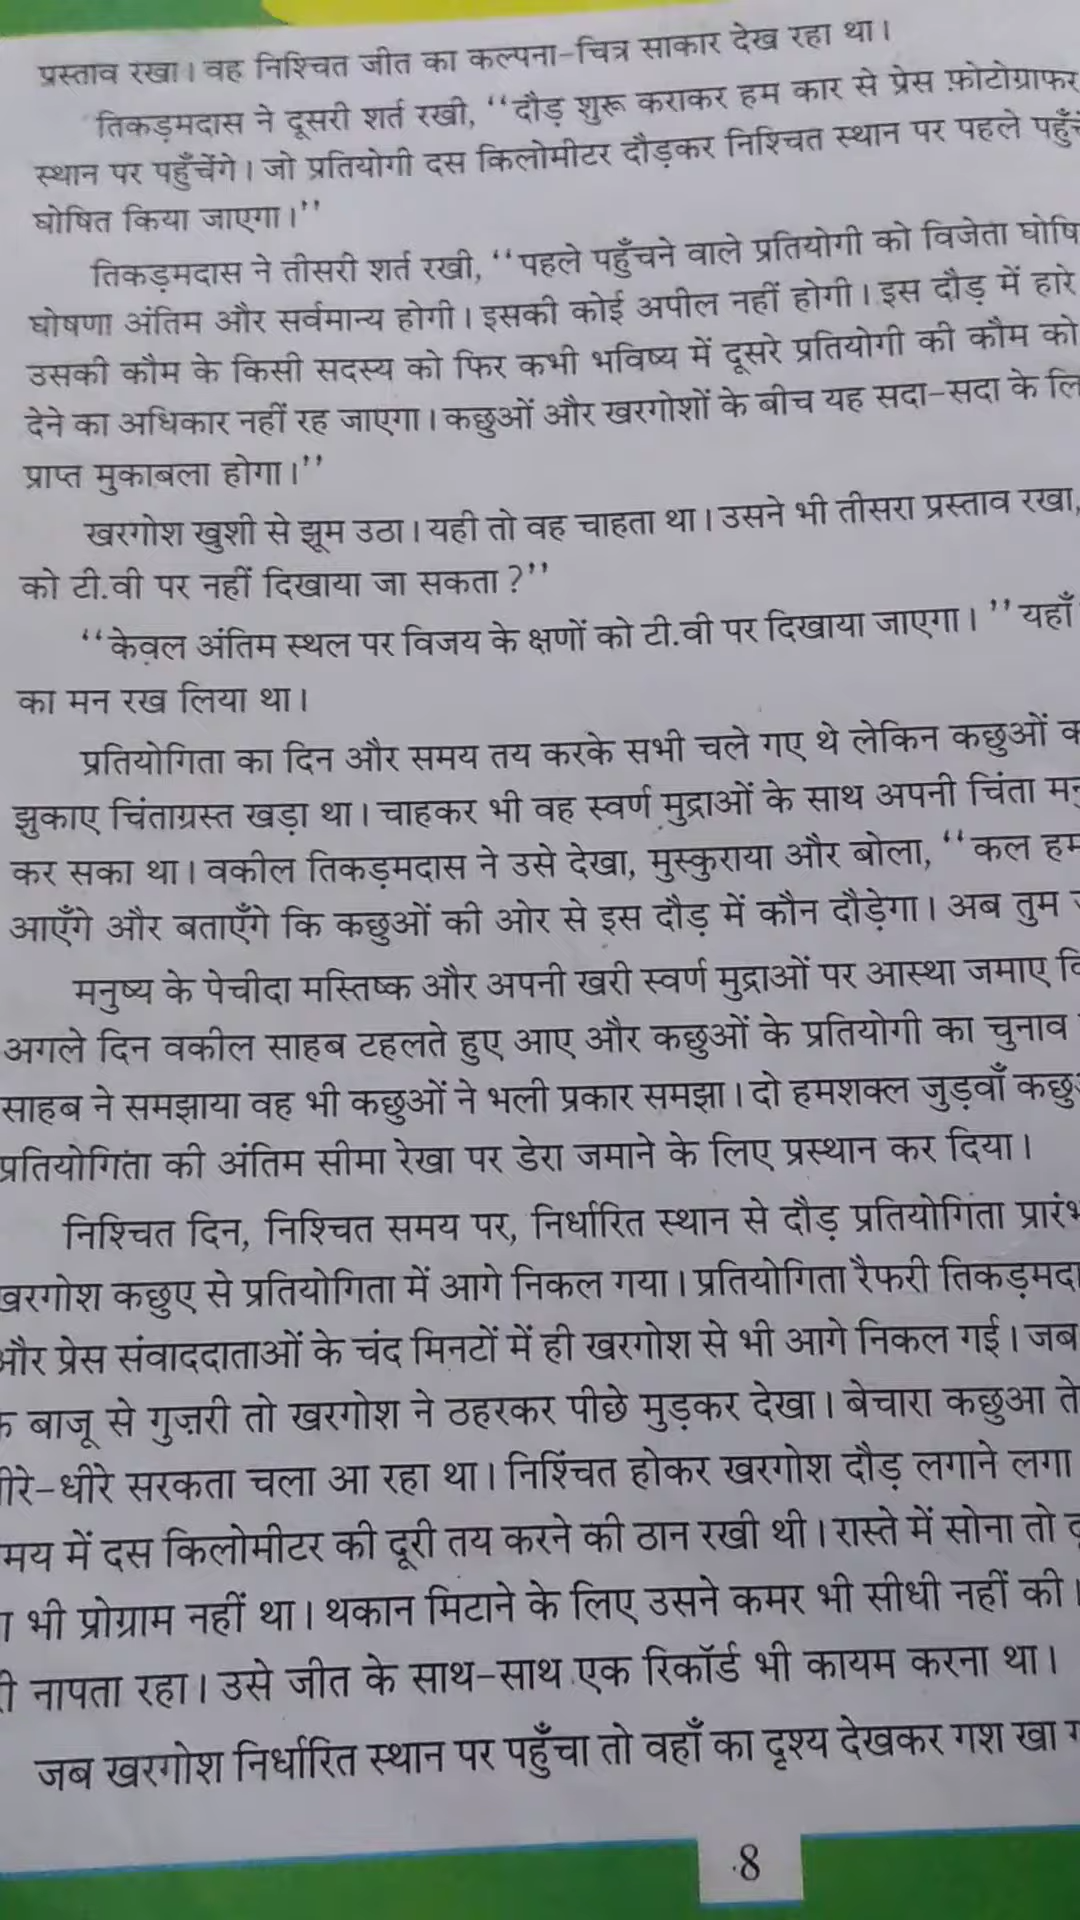 प्रस्ताव रखा। वह निश्चित जीत का कल्पना-चित्र साकार देख रहा था।
तिकड़मदास ने दूसरी शर्त रखी, ‘‘दौड़ शुरू कराकर हम कार से प्रेस फ़ोटोग्राफर
स्थान पर पहुँचेंगे। जो प्रतियोगी दस किलोमीटर दौड़कर निश्चित स्थान पर पहले
घोषित किया जाएगा।’’
तिकड़मदास ने तीसरी शर्त रखी, ‘‘पहले पहुँचने वाले प्रतियोगी को विजेता
घोषणा अंतिम और सर्वमान्य होगी। इसकी कोई अपील नहीं होगी। इस दौड़ में हारे
उसकी कौम के किसी सदस्य को फिर कभी भविष्य में दूसरे प्रतियोगी की कौम को
देने का अधिकार नहीं रह जाएगा। कछुओं और खरगोशों के बीच यह सदा-सदा के
प्राप्त मुकाबला होगा।’’
खरगोश खुशी से झूम उठा। यही तो वह चाहता था। उसने भी तीसरा प्रस्ताव रखा,
को टी.वी पर नहीं दिखाया जा सकता?’’
‘‘केवल अंतिम स्थल पर विजय के क्षणों को टी.वी पर दिखाया जाएगा। ’’ यहाँ
का मन रख लिया था।
प्रतियोगिता का दिन और समय तय करके सभी चले गए थे लेकिन कछुओं
झुकाए चिंताग्रस्त खड़ा था। चाहकर भी वह स्वर्ण मुद्राओं के साथ अपनी चिंता
कर सका था। वकील तिकड़मदास ने उसे देखा, मुस्कुराया और बोला, ‘‘कल हम
आएँगे और बताएँगे कि कछुओं की ओर से इस दौड़ में कौन दौड़ेगा। अब तुम
मनुष्य के पेचीदा मस्तिष्क और अपनी खरी स्वर्ण मुद्राओं पर आस्था जमाए
अगले दिन वकील साहब टहलते हुए आए और कछुओं के प्रतियोगी का चुनाव
साहब ने समझाया वह भी कछुओं ने भली प्रकार समझा। दो हमशक्ल जुड़वाँ
प्रतियोगिता की अंतिम सीमा रेखा पर डेरा जमाने के लिए प्रस्थान कर दिया।
निश्चित दिन, निश्चित समय पर, निर्धारित स्थान से दौड़ प्रतियोगिता
खरगोश कछुए से प्रतियोगिता में आगे निकल गया। प्रतियोगिता रैफरी
और प्रेस संवाददाताओं के चंद मिनटों में ही खरगोश से भी आगे निकल गई। जब
बाजू से गुज़री तो खरगोश ने ठहरकर पीछे मुड़कर देखा। बेचारा कछुआ
सरकता चला आ रहा था। निश्चिंत होकर खरगोश दौड़ लगाने लगा
में दस किलोमीटर की दूरी तय करने की ठान रखी थी। रास्ते में सोना तो
भी प्रोग्राम नहीं था। थकान मिटाने के लिए उसने कमर भी सीधी नहीं की।
नापता रहा। उसे जीत के साथ-साथ एक रिकॉर्ड भी कायम करना था।
जब खरगोश निर्धारित स्थान पर पहुँचा तो वहाँ का दृश्य देखकर गश खा
8